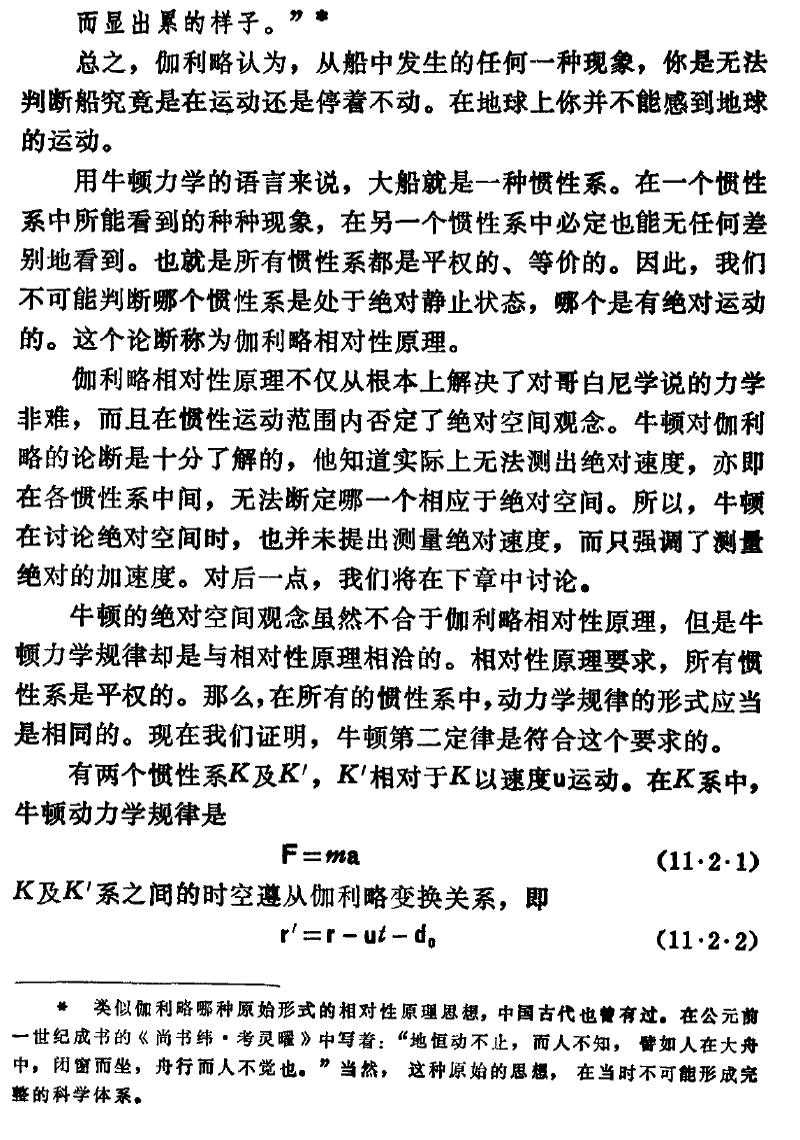 而显出累的样子。”*
总之，伽利略认为，从船中发生的任何一种现象，你是无法
判断船究竟是在运动还是停着不动。在地球上你并不能感到地球
的运动。
用牛顿力学的语言来说，大船就是一种惯性系。在一个惯性
系中所能看到的种种现象，在另一个惯性系中必定也能无任何差
别地看到。也就是所有惯性系都是平权的、等价的。因此，我们
不可能判断哪个惯性系是处于绝对静止状态，哪个是有绝对运动
的。这个论断称为伽利略相对性原理。
伽利略相对性原理不仅从根本上解决了对哥白尼学说的力学
非难，而且在惯性运动范围内否定了绝对空间观念。牛顿对伽利
略的论断是十分了解的，他知道实际上无法测出绝对速度，亦即
在各惯性系中间，无法断定哪一个相应于绝对空间。所以，牛顿
在讨论绝对空间时，也并未提出测量绝对速度，而只强调了测量
绝对的加速度。对后一点，我们将在下章中讨论。
牛顿的绝对空间观念虽然不合于伽利略相对性原理，但是牛
顿力学规律却是与相对性原理相洽的。相对性原理要求，所有惯
性系是平权的。那么，在所有的惯性系中，动力学规律的形式应当
是相同的。现在我们证明，牛顿第二定律是符合这个要求的。
有两个惯性系K及K′，K′相对于K以速度u运动。在K系中，
牛顿动力学规律是
F=ma (11·2·1)
K及K′系之间的时空遵从伽利略变换关系，即
r′=r-ut-d₀ (11·2·2)
* 类似伽利略哪种原始形式的相对性原理思想，中国古代也曾有过。在公元前
一世纪成书的《尚书纬·考灵曜》中写着：“地恒动不止，而人不知，譬如人在大舟
中，闭窗而坐，舟行而人不觉也。”当然，这种原始的思想，在当时不可能形成完
整的科学体系。